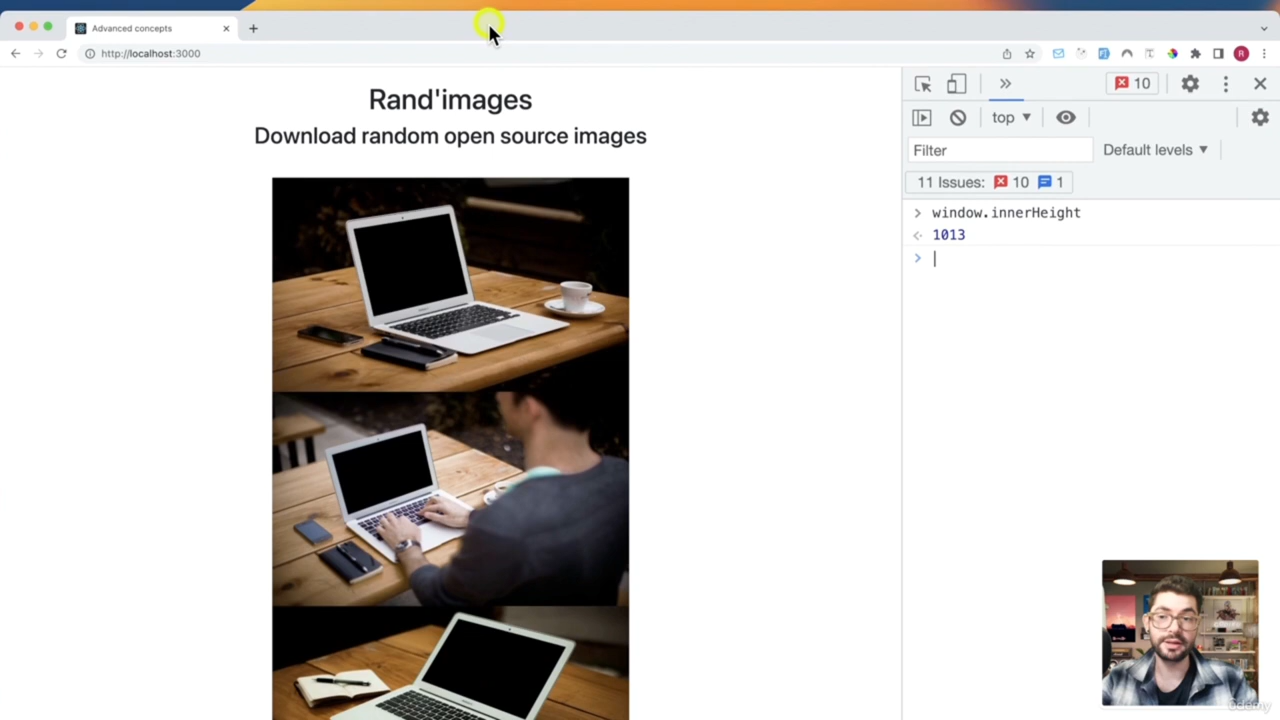 Advanced concepts
http://localhost:3000
R
Rand'images
Download random open source images
10
top
Filter
Default levels
11 Issues: 10 1
window.innerHeight
1013
ûdemy